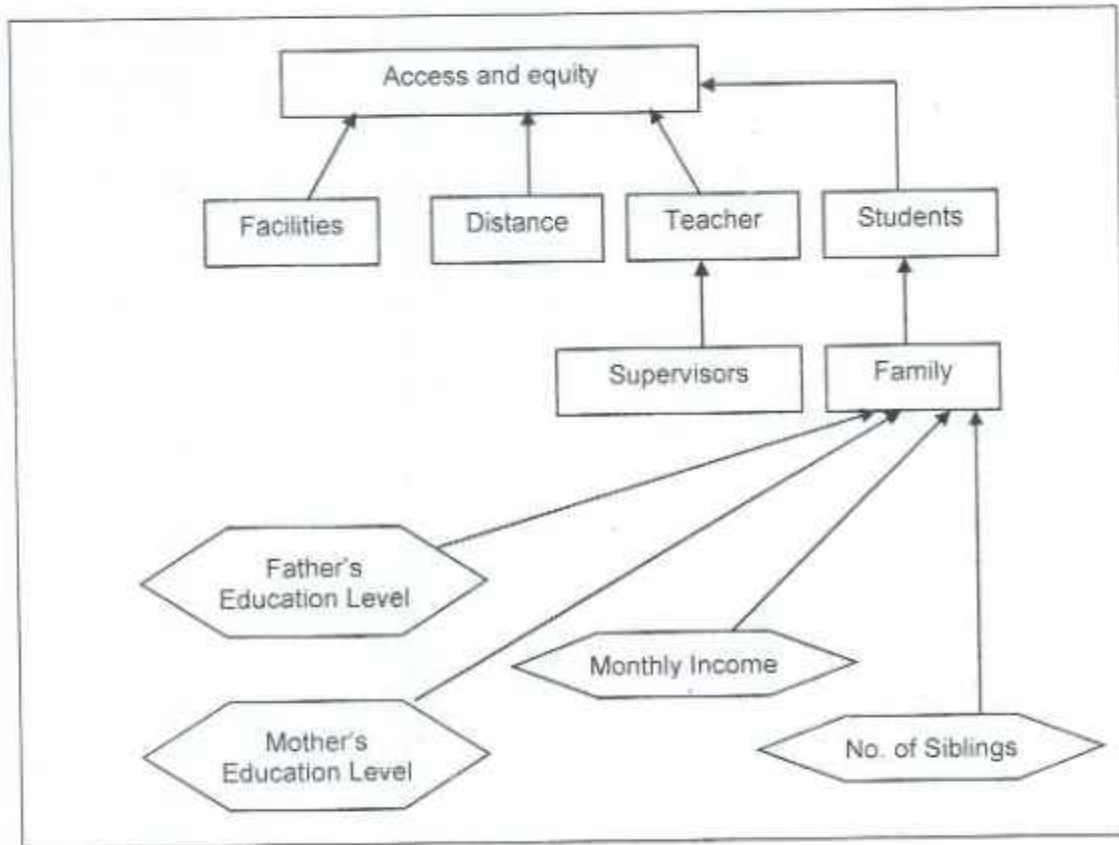 Access and equity
Facilities
Distance
Teacher
Students
Supervisors
Family
Father's
Education Level
Monthly Income
Mother's
Education Level
No. of Siblings